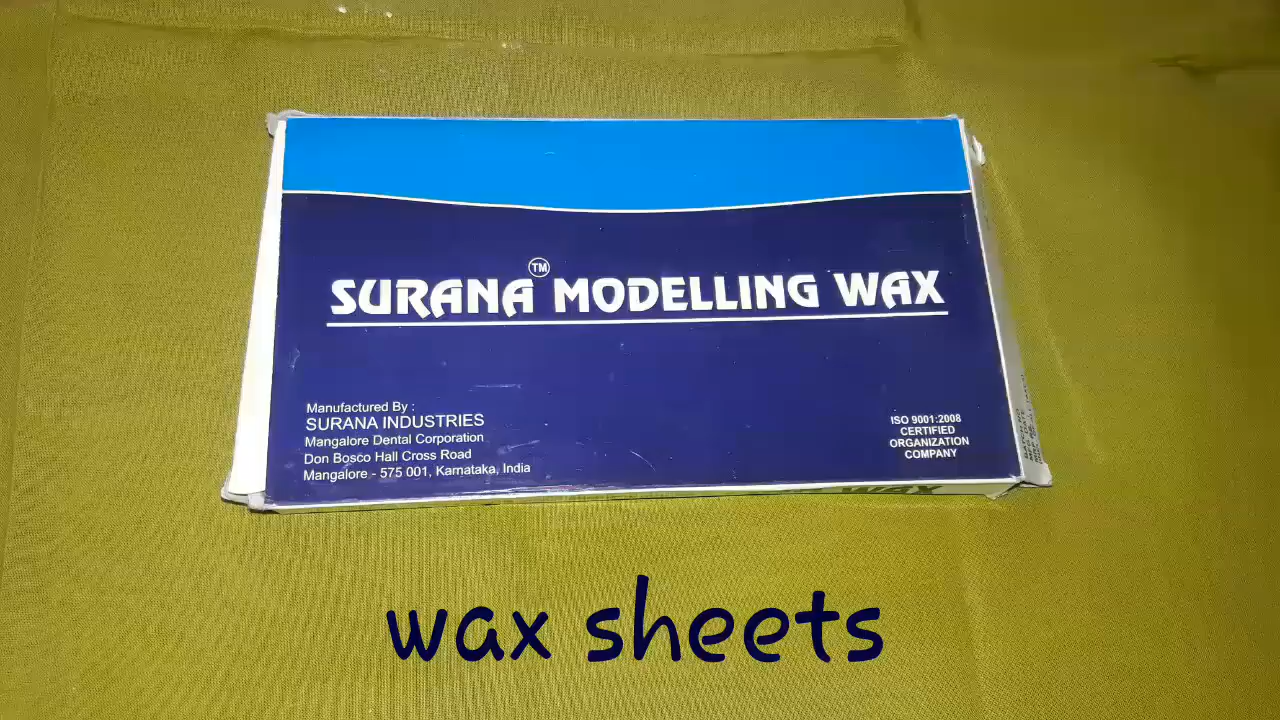 SURANA™ MODELLING WAX
Manufactured By :
SURANA INDUSTRIES
Mangalore Dental Corporation
Don Bosco Hall Cross Road
Mangalore - 575 001, Karnataka, India
ISO 9001:2008
CERTIFIED
ORGANIZATION
COMPANY
WAX
wax sheets